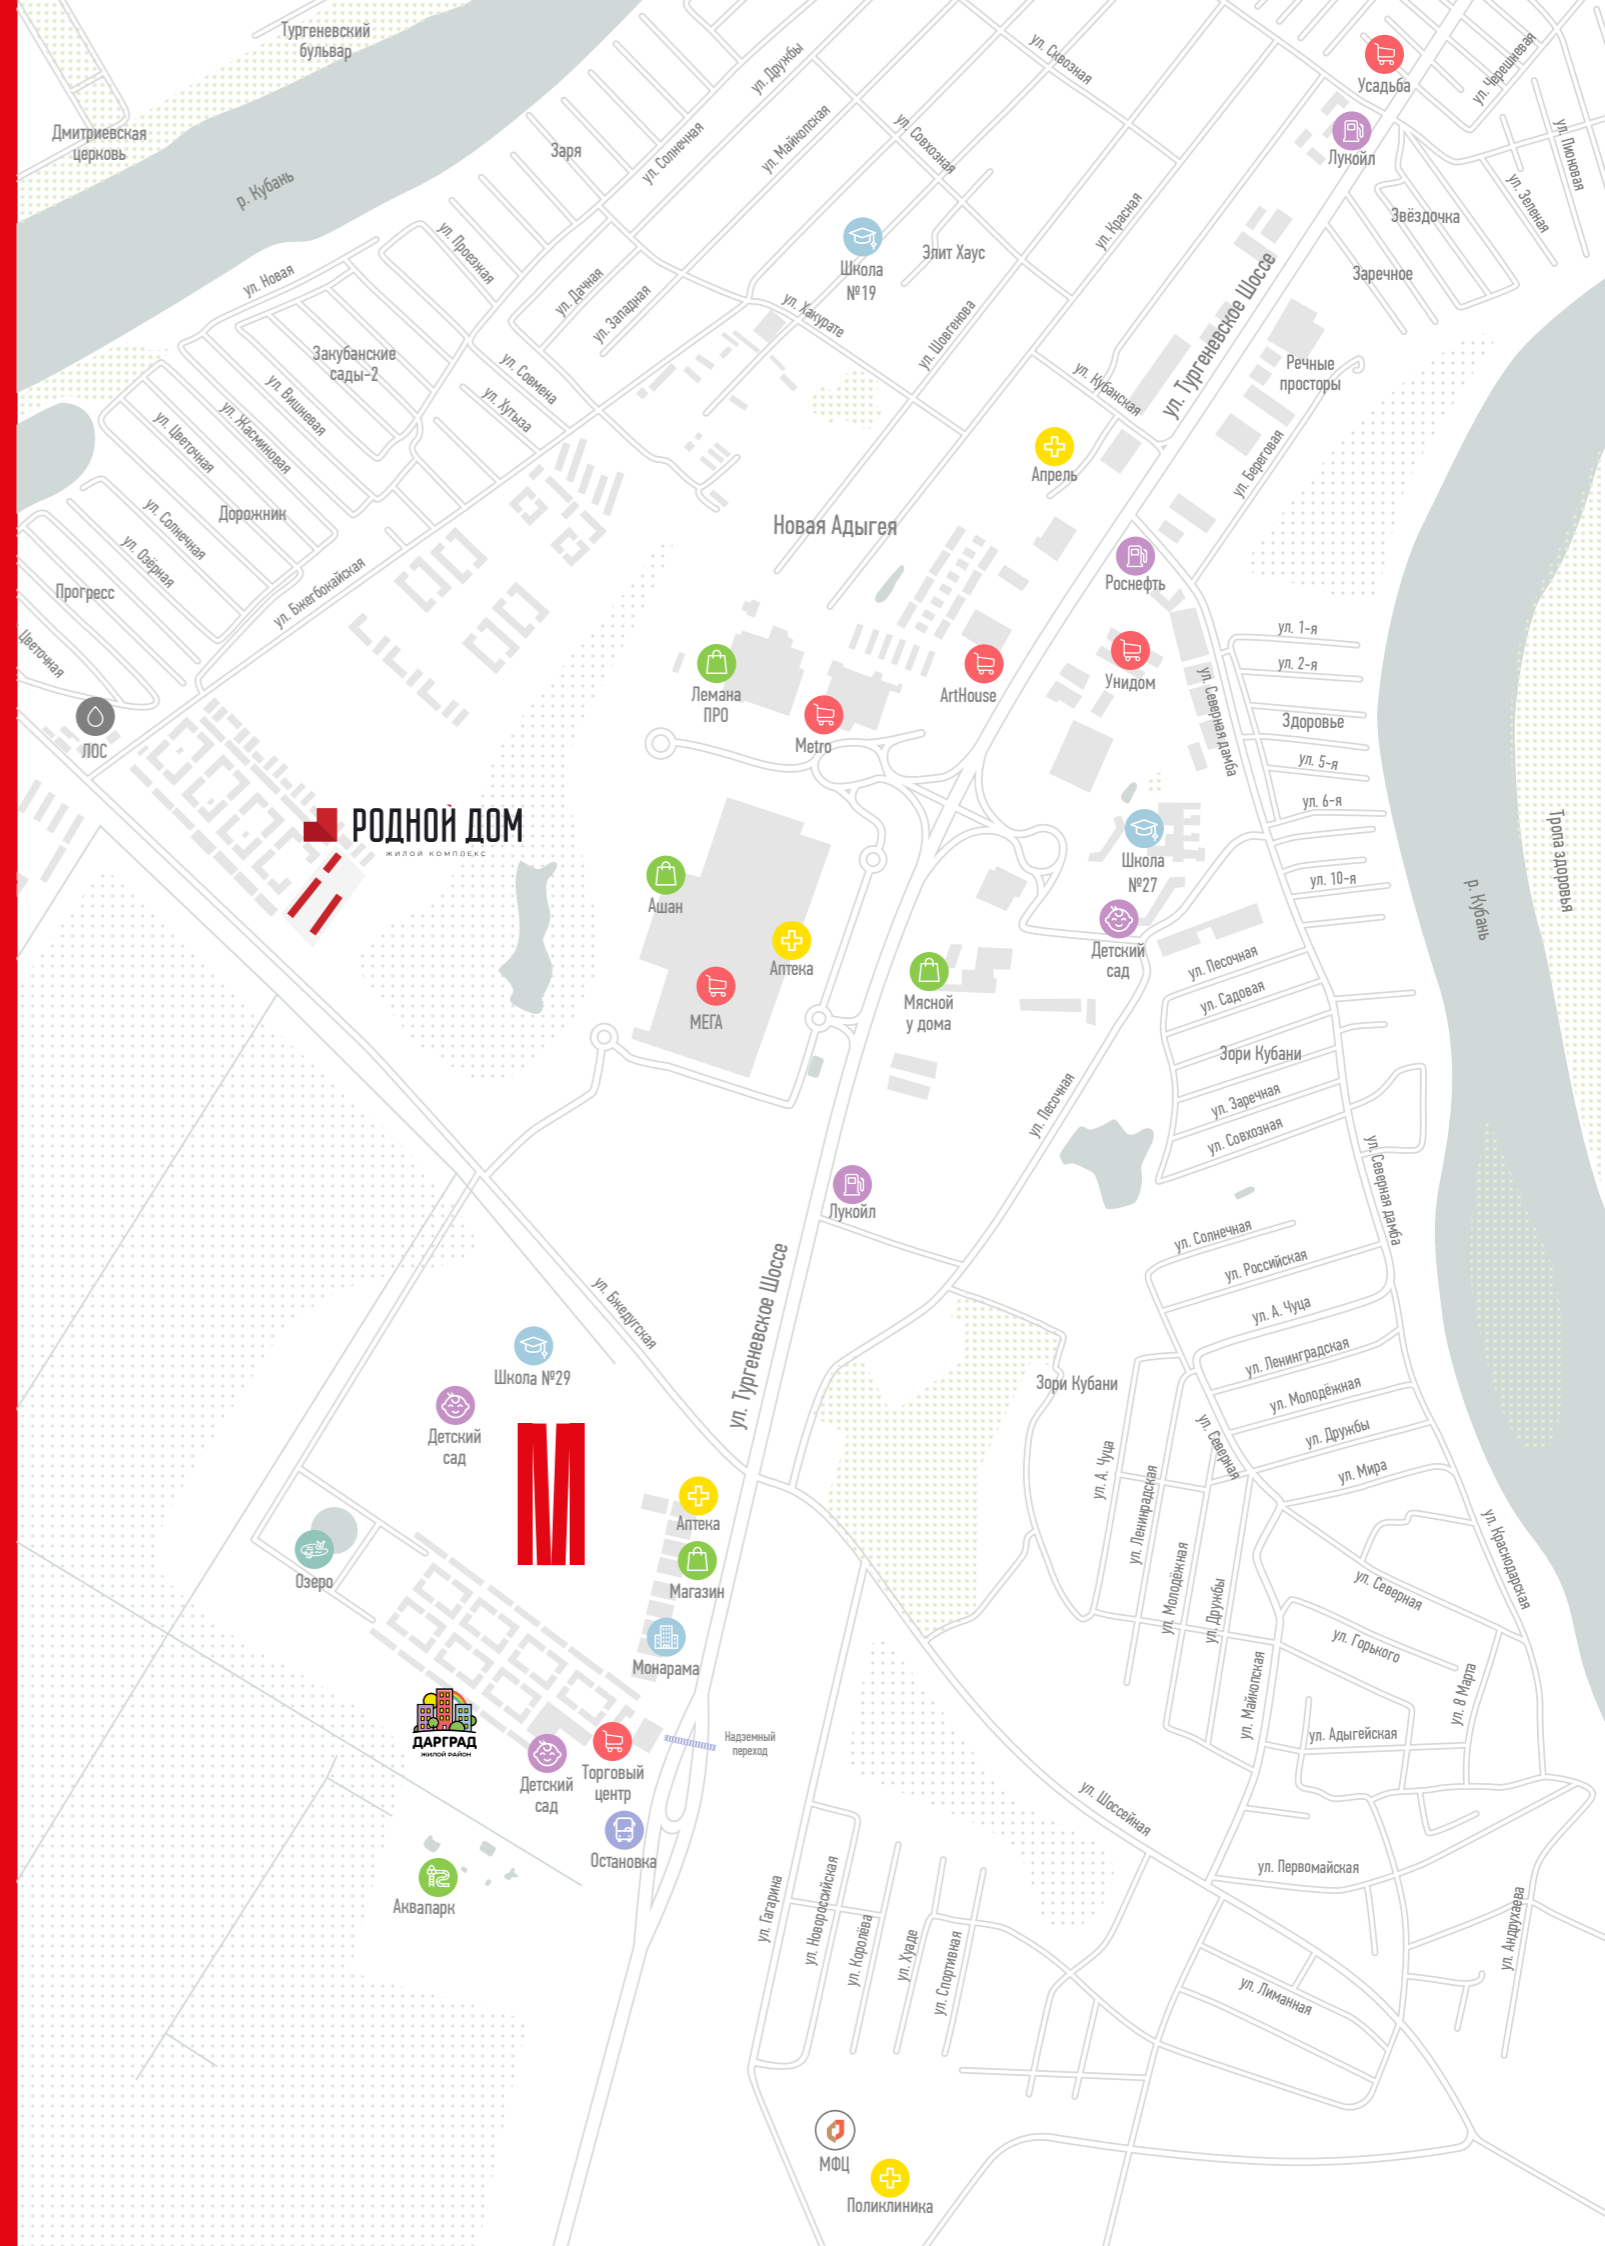 Тургеневский
бульвар
Дмитриевская
церковь
р. Кубань
Заря
ул. Солнечная
ул. Дружбы
ул. Майкопская
ул. Совхозная
ул. Сквозная
Усадьба
Лукойл
ул. Черешневая
ул. Пионовая
ул. Зеленая
Звёздочка
Заречное
ул. Новая
ул. Проезжая
ул. Дачная
ул. Западная
Школа
№19
Элит Хаус
ул. Хакурате
ул. Шовгенова
ул. Красная
ул. Тургеневское Шоссе
Речные
просторы
ул. Кубанская
ул. Береговая
Закубанские
сады-2
ул. Вишневая
ул. Жасминовая
ул. Цветочная
ул. Совмена
ул. Хутыза
Дорожник
ул. Солнечная
ул. Озёрная
Прогресс
Цветочная
ул. Бжегбокайская
Апрель
Новая Адыгея
Роснефть
Унидом
ArtHouse
Лемана
ПРО
Metro
ЛОС
ул. Северная дамба
ул. 1-я
ул. 2-я
Здоровье
ул. 5-я
ул. 6-я
ул. 10-я
Тропа здоровья
р. Кубань
РОДНОЙ ДОМ
ЖИЛОЙ КОМПЛЕКС
Ашан
Аптека
МЕГА
Школа
№27
Детский
сад
Мясной
у дома
ул. Песочная
ул. Садовая
Зори Кубани
ул. Заречная
ул. Совхозная
ул. Песочная
ул. Северная дамба
Лукойл
ул. Солнечная
ул. Российская
ул. А. Чуца
ул. Ленинградская
ул. Молодёжная
ул. Дружбы
ул. Мира
ул. Бжедугская
ул. Тургеневское Шоссе
Школа №29
Детский
сад
М
Зори Кубани
ул. Северная
ул. А. Чуца
ул. Ленинрадская
ул. Молодёжная
ул. Дружбы
ул. Майкопская
ул. Краснодарская
ул. Северная
ул. Горького
ул. 8 Марта
ул. Адыгейская
Аптека
Магазин
Монарама
Озеро
ДАРГРАД
ЖИЛОЙ РАЙОН
Детский
сад
Торговый
центр
Надземный
переход
Остановка
Аквапарк
ул. Шоссейная
ул. Первомайская
ул. Андрухаева
ул. Гагарина
ул. Новороссийская
ул. Королёва
ул. Хуаде
ул. Спортивная
ул. Лиманная
МФЦ
Поликлиника